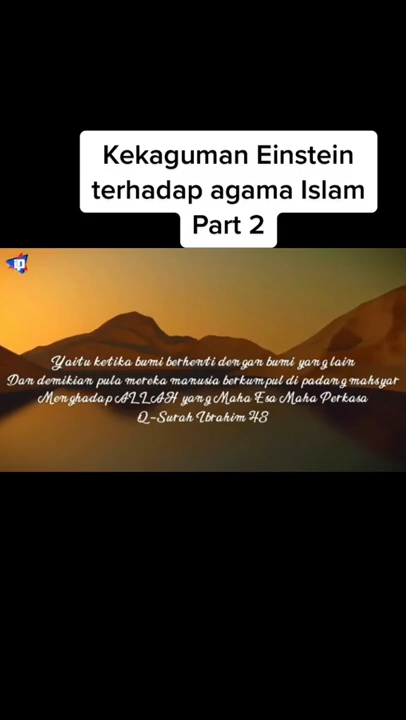 Kekaguman Einstein
terhadap agama Islam
Part 2
Yaitu ketika bumi berhenti dengan bumi yang lain
Dan demikian pula mereka manusia berkumpul di padang mahsyar
Menghadap ALLAH yang Maha Esa Maha Perkasa
Q-Surah Ibrahim 48